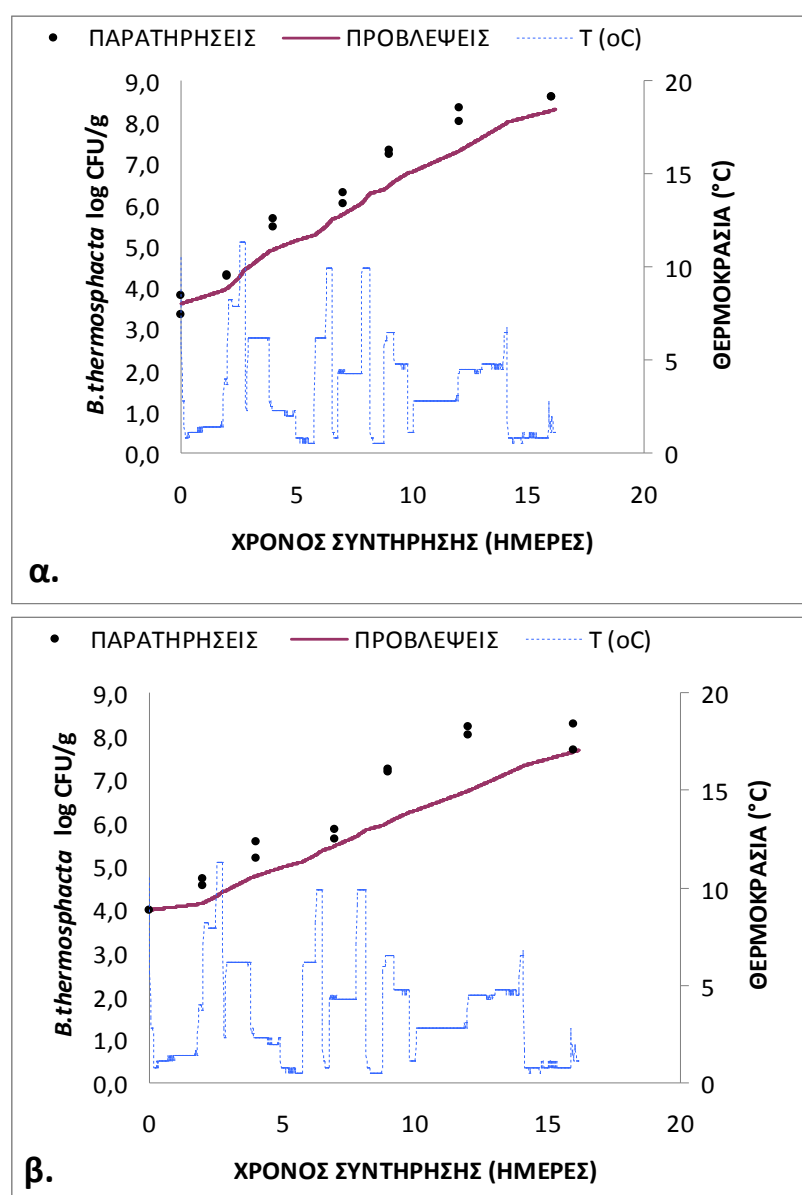 ΠΑΡΑΤΗΡΗΣΕΙΣ ΠΡΟΒΛΕΨΕΙΣ T (oC)
9,0
8,0
7,0
6,0
5,0
4,0
3,0
2,0
1,0
0,0
B.thermosphacta log CFU/g
20
15
10
5
0
ΘΕΡΜΟΚΡΑΣΙΑ (°C)
0 5 10 15 20
ΧΡΟΝΟΣ ΣΥΝΤΗΡΗΣΗΣ (ΗΜΕΡΕΣ)
α.
ΠΑΡΑΤΗΡΗΣΕΙΣ ΠΡΟΒΛΕΨΕΙΣ T (oC)
9,0
8,0
7,0
6,0
5,0
4,0
3,0
2,0
1,0
0,0
B.thermosphacta log CFU/g
20
15
10
5
0
ΘΕΡΜΟΚΡΑΣΙΑ (°C)
0 5 10 15 20
ΧΡΟΝΟΣ ΣΥΝΤΗΡΗΣΗΣ (ΗΜΕΡΕΣ)
β.